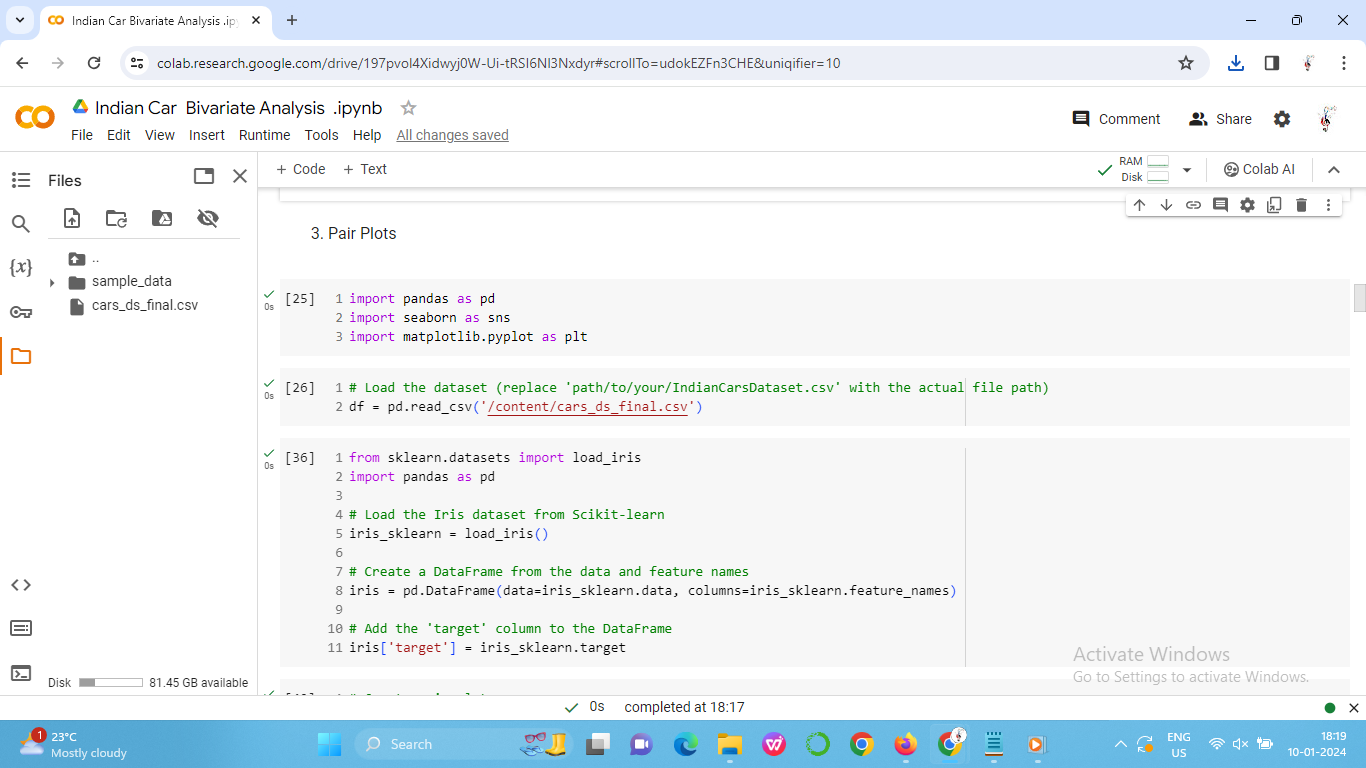 Indian Car Bivariate Analysis .ip
colab.research.google.com/drive/197pvol4Xidwyj0W-Ui-tRSI6NI3Nxdyr#scrollTo=udokEZFn3CHE&uniqifier=10
CO
Indian Car Bivariate Analysis .ipynb
Comment
Share
File Edit View Insert Runtime Tools Help All changes saved
Files
+ Code + Text
RAM
Disk
Colab AI
3. Pair Plots
..
sample_data
cars_ds_final.csv
{x}
0s
[25]
1 import pandas as pd
2 import seaborn as sns
3 import matplotlib.pyplot as plt
0s
[26]
1 # Load the dataset (replace 'path/to/your/IndianCarsDataset.csv' with the actual file path)
2 df = pd.read_csv('/content/cars_ds_final.csv')
0s
[36]
1 from sklearn.datasets import load_iris
2 import pandas as pd
3
4 # Load the Iris dataset from Scikit-learn
5 iris_sklearn = load_iris()
6
7 # Create a DataFrame from the data and feature names
8 iris = pd.DataFrame(data=iris_sklearn.data, columns=iris_sklearn.feature_names)
9
10 # Add the 'target' column to the DataFrame
11 iris['target'] = iris_sklearn.target
Activate Windows
Go to Settings to activate Windows.
Disk
81.45 GB available
0s completed at 18:17
1
23°C
Mostly cloudy
Search
ENG
US
18:19
10-01-2024